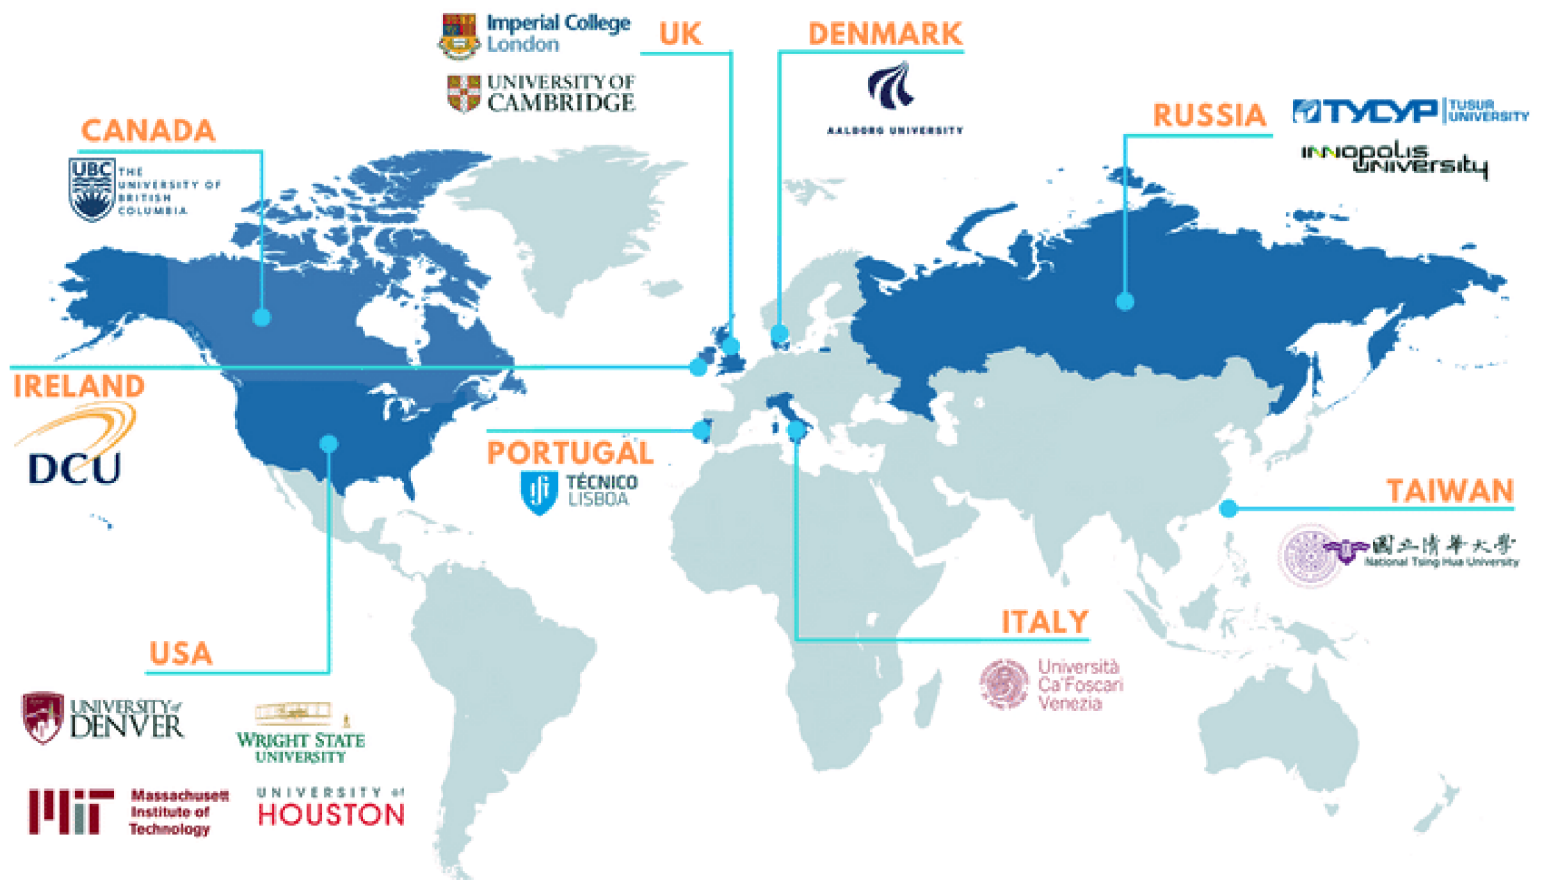 Imperial College
London
UNIVERSITY OF
CAMBRIDGE
UK
DENMARK
AALBORG UNIVERSITY
RUSSIA
ТУСУР
TUSUR
UNIVERSITY
INNOPOLIS
UNIVERSITY
CANADA
UBC
THE
UNIVERSITY OF
BRITISH
COLUMBIA
IRELAND
DCU
PORTUGAL
TÉCNICO
LISBOA
TAIWAN
國立清華大學
National Tsing Hua University
ITALY
Università
Ca'Foscari
Venezia
USA
UNIVERSITY of
DENVER
WRIGHT STATE
UNIVERSITY
MIT
Massachusett
Institute of
Technology
UNIVERSITY of
HOUSTON